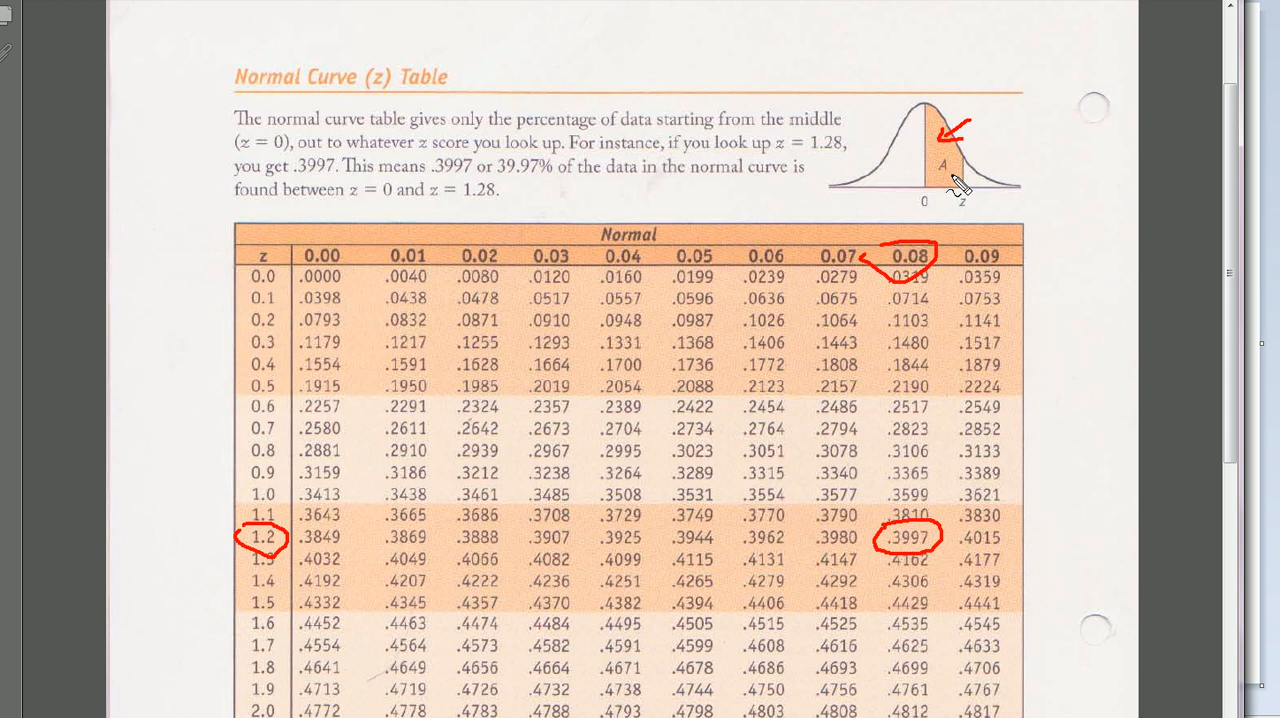 Normal Curve (z) Table
The normal curve table gives only the percentage of data starting from the middle
(z = 0), out to whatever z score you look up. For instance, if you look up z = 1.28,
you get .3997. This means .3997 or 39.97% of the data in the normal curve is
found between z = 0 and z = 1.28.
A
0 z
Normal
z 0.00 0.01 0.02 0.03 0.04 0.05 0.06 0.07 0.08 0.09
0.0 .0000 .0040 .0080 .0120 .0160 .0199 .0239 .0279 .0319 .0359
0.1 .0398 .0438 .0478 .0517 .0557 .0596 .0636 .0675 .0714 .0753
0.2 .0793 .0832 .0871 .0910 .0948 .0987 .1026 .1064 .1103 .1141
0.3 .1179 .1217 .1255 .1293 .1331 .1368 .1406 .1443 .1480 .1517
0.4 .1554 .1591 .1628 .1664 .1700 .1736 .1772 .1808 .1844 .1879
0.5 .1915 .1950 .1985 .2019 .2054 .2088 .2123 .2157 .2190 .2224
0.6 .2257 .2291 .2324 .2357 .2389 .2422 .2454 .2486 .2517 .2549
0.7 .2580 .2611 .2642 .2673 .2704 .2734 .2764 .2794 .2823 .2852
0.8 .2881 .2910 .2939 .2967 .2995 .3023 .3051 .3078 .3106 .3133
0.9 .3159 .3186 .3212 .3238 .3264 .3289 .3315 .3340 .3365 .3389
1.0 .3413 .3438 .3461 .3485 .3508 .3531 .3554 .3577 .3599 .3621
1.1 .3643 .3665 .3686 .3708 .3729 .3749 .3770 .3790 .3810 .3830
1.2 .3849 .3869 .3888 .3907 .3925 .3944 .3962 .3980 .3997 .4015
1.3 .4032 .4049 .4066 .4082 .4099 .4115 .4131 .4147 .4162 .4177
1.4 .4192 .4207 .4222 .4236 .4251 .4265 .4279 .4292 .4306 .4319
1.5 .4332 .4345 .4357 .4370 .4382 .4394 .4406 .4418 .4429 .4441
1.6 .4452 .4463 .4474 .4484 .4495 .4505 .4515 .4525 .4535 .4545
1.7 .4554 .4564 .4573 .4582 .4591 .4599 .4608 .4616 .4625 .4633
1.8 .4641 .4649 .4656 .4664 .4671 .4678 .4686 .4693 .4699 .4706
1.9 .4713 .4719 .4726 .4732 .4738 .4744 .4750 .4756 .4761 .4767
2.0 .4772 .4778 .4783 .4788 .4793 .4798 .4803 .4808 .4812 .4817